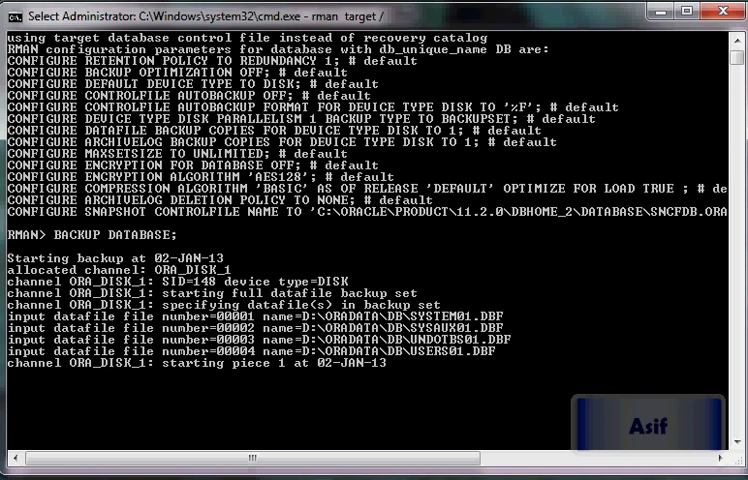 Select Administrator: C:\Windows\system32\cmd.exe - rman target /
using target database control file instead of recovery catalog
RMAN configuration parameters for database with db_unique_name DB are:
CONFIGURE RETENTION POLICY TO REDUNDANCY 1; # default
CONFIGURE BACKUP OPTIMIZATION OFF; # default
CONFIGURE DEFAULT DEVICE TYPE TO DISK; # default
CONFIGURE CONTROLFILE AUTOBACKUP OFF; # default
CONFIGURE CONTROLFILE AUTOBACKUP FORMAT FOR DEVICE TYPE DISK TO '%F'; # default
CONFIGURE DEVICE TYPE DISK PARALLELISM 1 BACKUP TYPE TO BACKUPSET; # default
CONFIGURE DATAFILE BACKUP COPIES FOR DEVICE TYPE DISK TO 1; # default
CONFIGURE ARCHIVELOG BACKUP COPIES FOR DEVICE TYPE DISK TO 1; # default
CONFIGURE MAXSETSIZE TO UNLIMITED; # default
CONFIGURE ENCRYPTION FOR DATABASE OFF; # default
CONFIGURE ENCRYPTION ALGORITHM 'AES128'; # default
CONFIGURE COMPRESSION ALGORITHM 'BASIC' AS OF RELEASE 'DEFAULT' OPTIMIZE FOR LOAD TRUE ; # de
CONFIGURE ARCHIVELOG DELETION POLICY TO NONE; # default
CONFIGURE SNAPSHOT CONTROLFILE NAME TO 'C:\ORACLE\PRODUCT\11.2.0\DBHOME_2\DATABASE\SNCFDB.ORA
RMAN> BACKUP DATABASE;
Starting backup at 02-JAN-13
allocated channel: ORA_DISK_1
channel ORA_DISK_1: SID=148 device type=DISK
channel ORA_DISK_1: starting full datafile backup set
channel ORA_DISK_1: specifying datafile(s) in backup set
input datafile file number=00001 name=D:\ORADATA\DB\SYSTEM01.DBF
input datafile file number=00002 name=D:\ORADATA\DB\SYSAUX01.DBF
input datafile file number=00003 name=D:\ORADATA\DB\UNDOTBS01.DBF
input datafile file number=00004 name=D:\ORADATA\DB\USERS01.DBF
channel ORA_DISK_1: starting piece 1 at 02-JAN-13
Asif